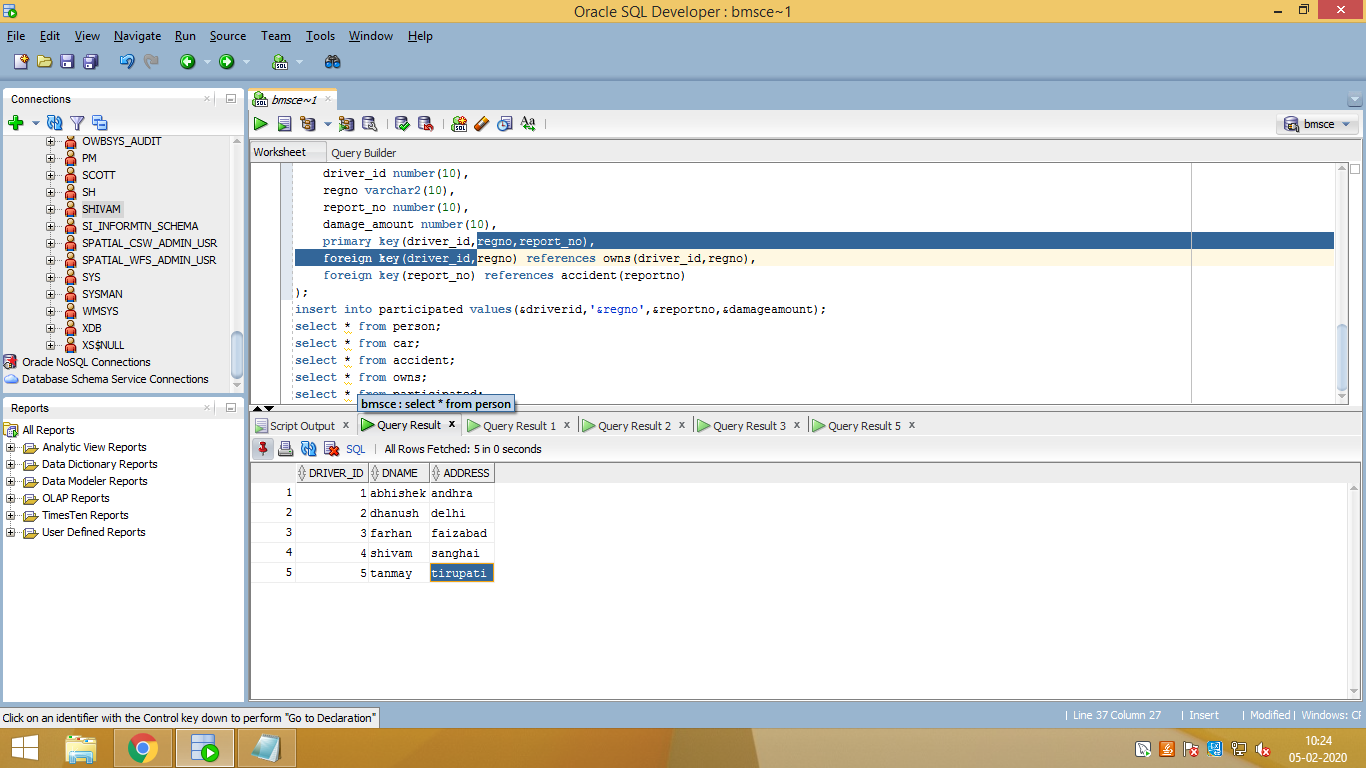 Oracle SQL Developer : bmsce~1
File Edit View Navigate Run Source Team Tools Window Help
Connections
OWBSYS_AUDIT
PM
SCOTT
SH
SHIVAM
SI_INFORMTN_SCHEMA
SPATIAL_CSW_ADMIN_USR
SPATIAL_WFS_ADMIN_USR
SYS
SYSMAN
WMSYS
XDB
XS$NULL
Oracle NoSQL Connections
Database Schema Service Connections
Reports
All Reports
Analytic View Reports
Data Dictionary Reports
Data Modeler Reports
OLAP Reports
TimesTen Reports
User Defined Reports
bmsce~1
bmsce
Worksheet Query Builder
driver_id number(10),
regno varchar2(10),
report_no number(10),
damage_amount number(10),
primary key(driver_id,regno,report_no),
foreign key(driver_id,regno) references owns(driver_id,regno),
foreign key(report_no) references accident(reportno)
);
insert into participated values(&driverid,'&regno',&reportno,&damageamount);
select * from person;
select * from car;
select * from accident;
select * from owns;
select * from participated;
bmsce : select * from person
Script Output Query Result Query Result 1 Query Result 2 Query Result 3 Query Result 5
SQL All Rows Fetched: 5 in 0 seconds
DRIVER_ID DNAME ADDRESS
1 1 abhishek andhra
2 2 dhanush delhi
3 3 farhan faizabad
4 4 shivam sanghai
5 5 tanmay tirupati
Click on an identifier with the Control key down to perform "Go to Declaration"
Line 37 Column 27 Insert Modified Windows: CF
10:24
05-02-2020